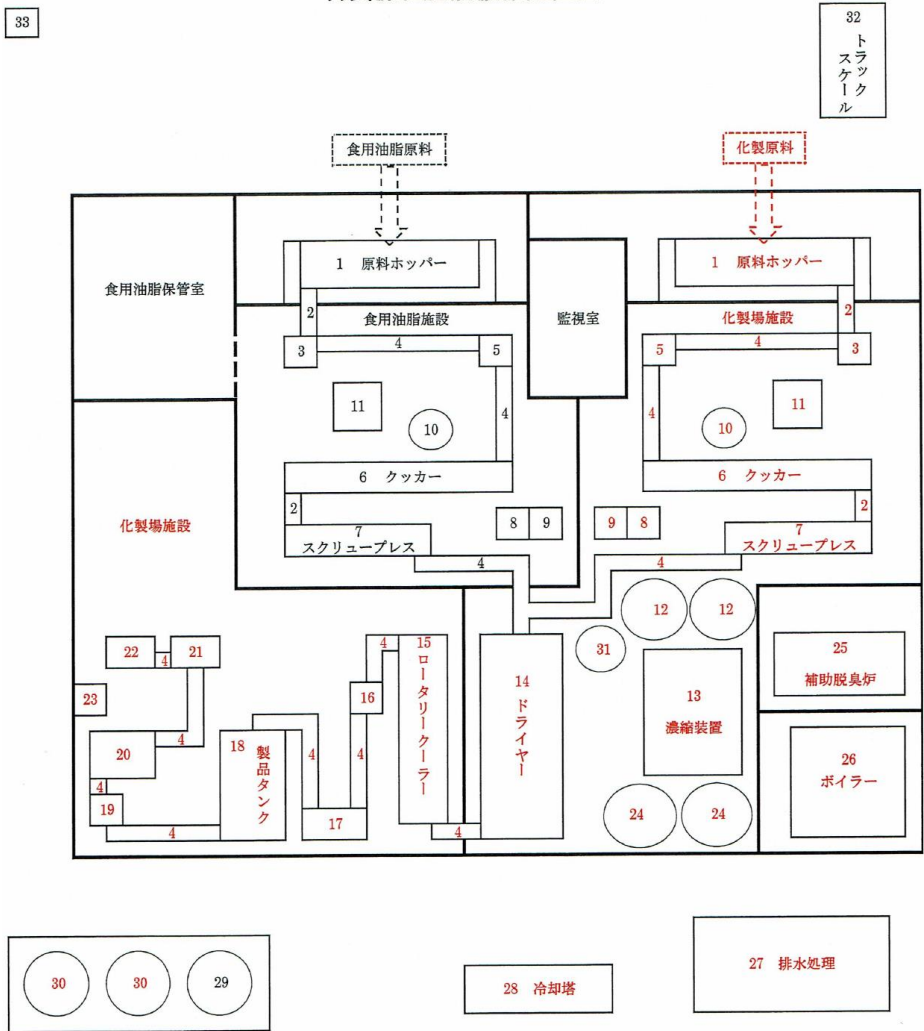 33
32
トラックスケール
食用油脂原料
化製原料
食用油脂保管室
1 原料ホッパー
2
食用油脂施設
3
4
5
4
11
10
6 クッカー
2
7
スクリュープレス
8
9
4
監視室
1 原料ホッパー
2
化製場施設
5
4
3
4
11
10
6 クッカー
2
9
8
7
スクリュープレス
4
化製場施設
22
4
21
23
20
4
4
19
4
18
製品タンク
4
17
4
16
4
15
ロータリークーラー
4
14
ドライヤー
31
12
12
13
濃縮装置
24
24
25
補助脱臭炉
26
ボイラー
30
30
29
28 冷却塔
27 排水処理